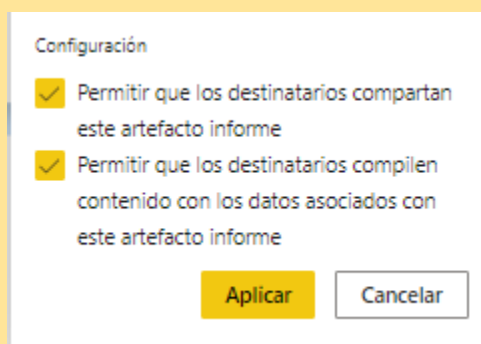 Configuración
Permitir que los destinatarios compartan
este artefacto informe
Permitir que los destinatarios compilen
contenido con los datos asociados con
este artefacto informe
Aplicar
Cancelar